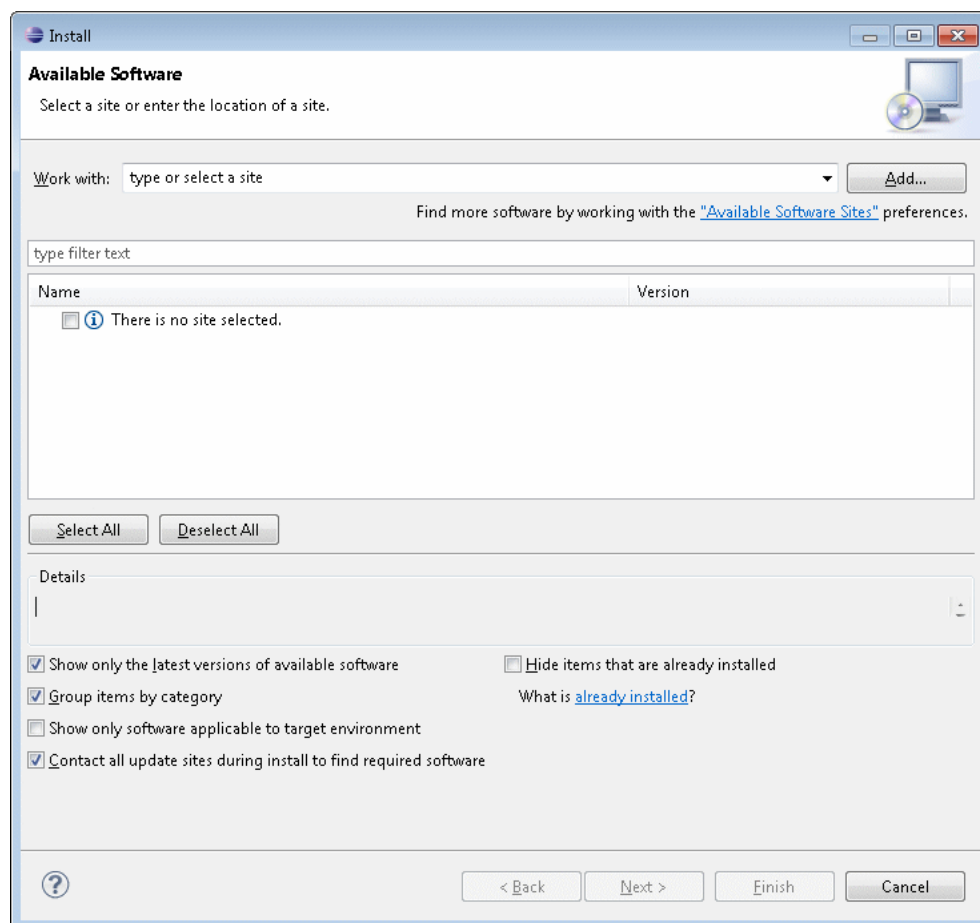 Install
Available Software
Select a site or enter the location of a site.
Work with: type or select a site Add...
Find more software by working with the "Available Software Sites" preferences.
type filter text
Name Version
There is no site selected.
Select All Deselect All
Details
Show only the latest versions of available software Hide items that are already installed
Group items by category What is already installed?
Show only software applicable to target environment
Contact all update sites during install to find required software
? < Back Next > Finish Cancel